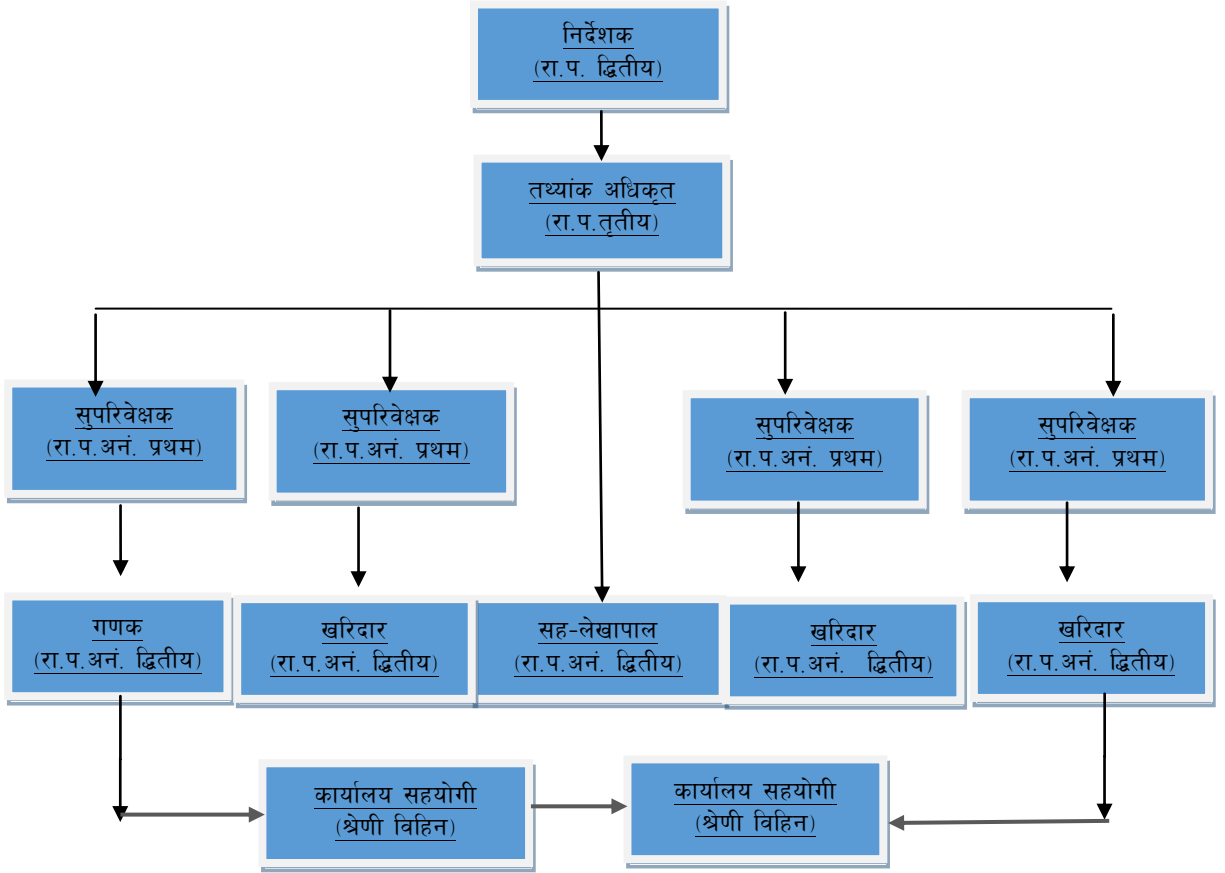 निर्देशक
(रा.प. द्धितीय)
तथ्यांक अधिकृत
(रा.प.तृतीय)
सुपरिवेक्षक
(रा.प.अनं. प्रथम)
सुपरिवेक्षक
(रा.प.अनं. प्रथम)
सुपरिवेक्षक
(रा.प.अनं. प्रथम)
सुपरिवेक्षक
(रा.प.अनं. प्रथम)
गणक
(रा.प.अनं. द्धितीय)
खरिदार
(रा.प.अनं. द्धितीय)
सह-लेखापाल
(रा.प.अनं. द्धितीय)
खरिदार
(रा.प.अनं. द्धितीय)
खरिदार
(रा.प.अनं. द्धितीय)
कार्यालय सहयोगी
(श्रेणी विहिन)
कार्यालय सहयोगी
(श्रेणी विहिन)